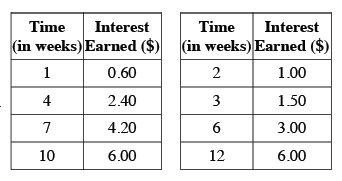 Time Interest
(in weeks) Earned ($)
1 0.60
4 2.40
7 4.20
10 6.00
Time Interest
(in weeks) Earned ($)
2 1.00
3 1.50
6 3.00
12 6.00